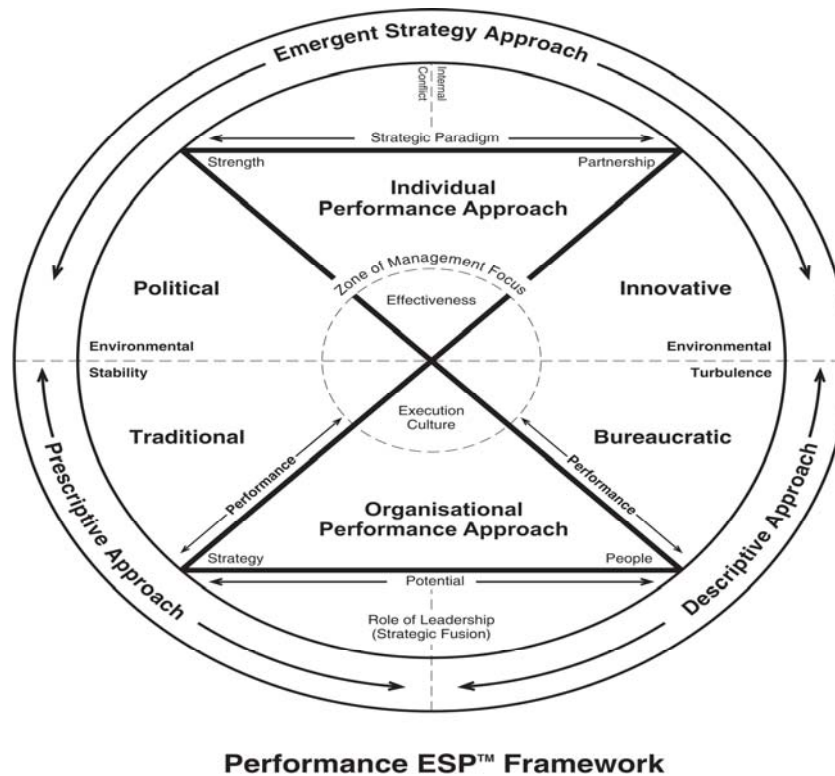 Emergent Strategy Approach
Internal
Conflict
Strategic Paradigm
Strength
Partnership
Individual
Performance Approach
Zone of Management Focus
Effectiveness
Political
Innovative
Environmental
Environmental
Stability
Turbulence
Traditional
Execution
Culture
Bureaucratic
Performance
Performance
Prescriptive Approach
Descriptive Approach
Organisational
Performance Approach
Strategy
People
Potential
Role of Leadership
(Strategic Fusion)
Performance ESP™ Framework